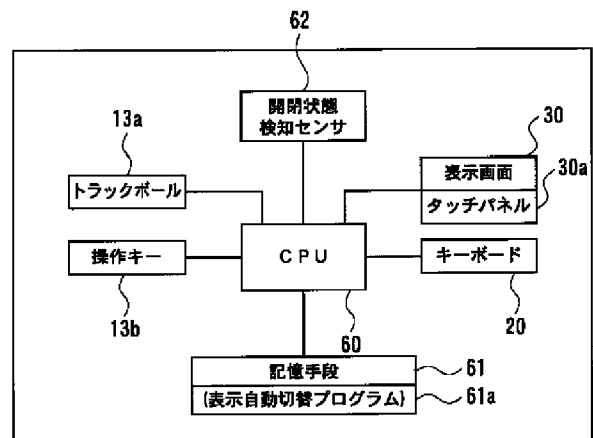 62
開閉状態
検知センサ
13a
トラックボール
30
表示画面
30a
タッチパネル
操作キー
13b
CPU
60
キーボード
20
記憶手段
61
(表示自動切替プログラム)
61a